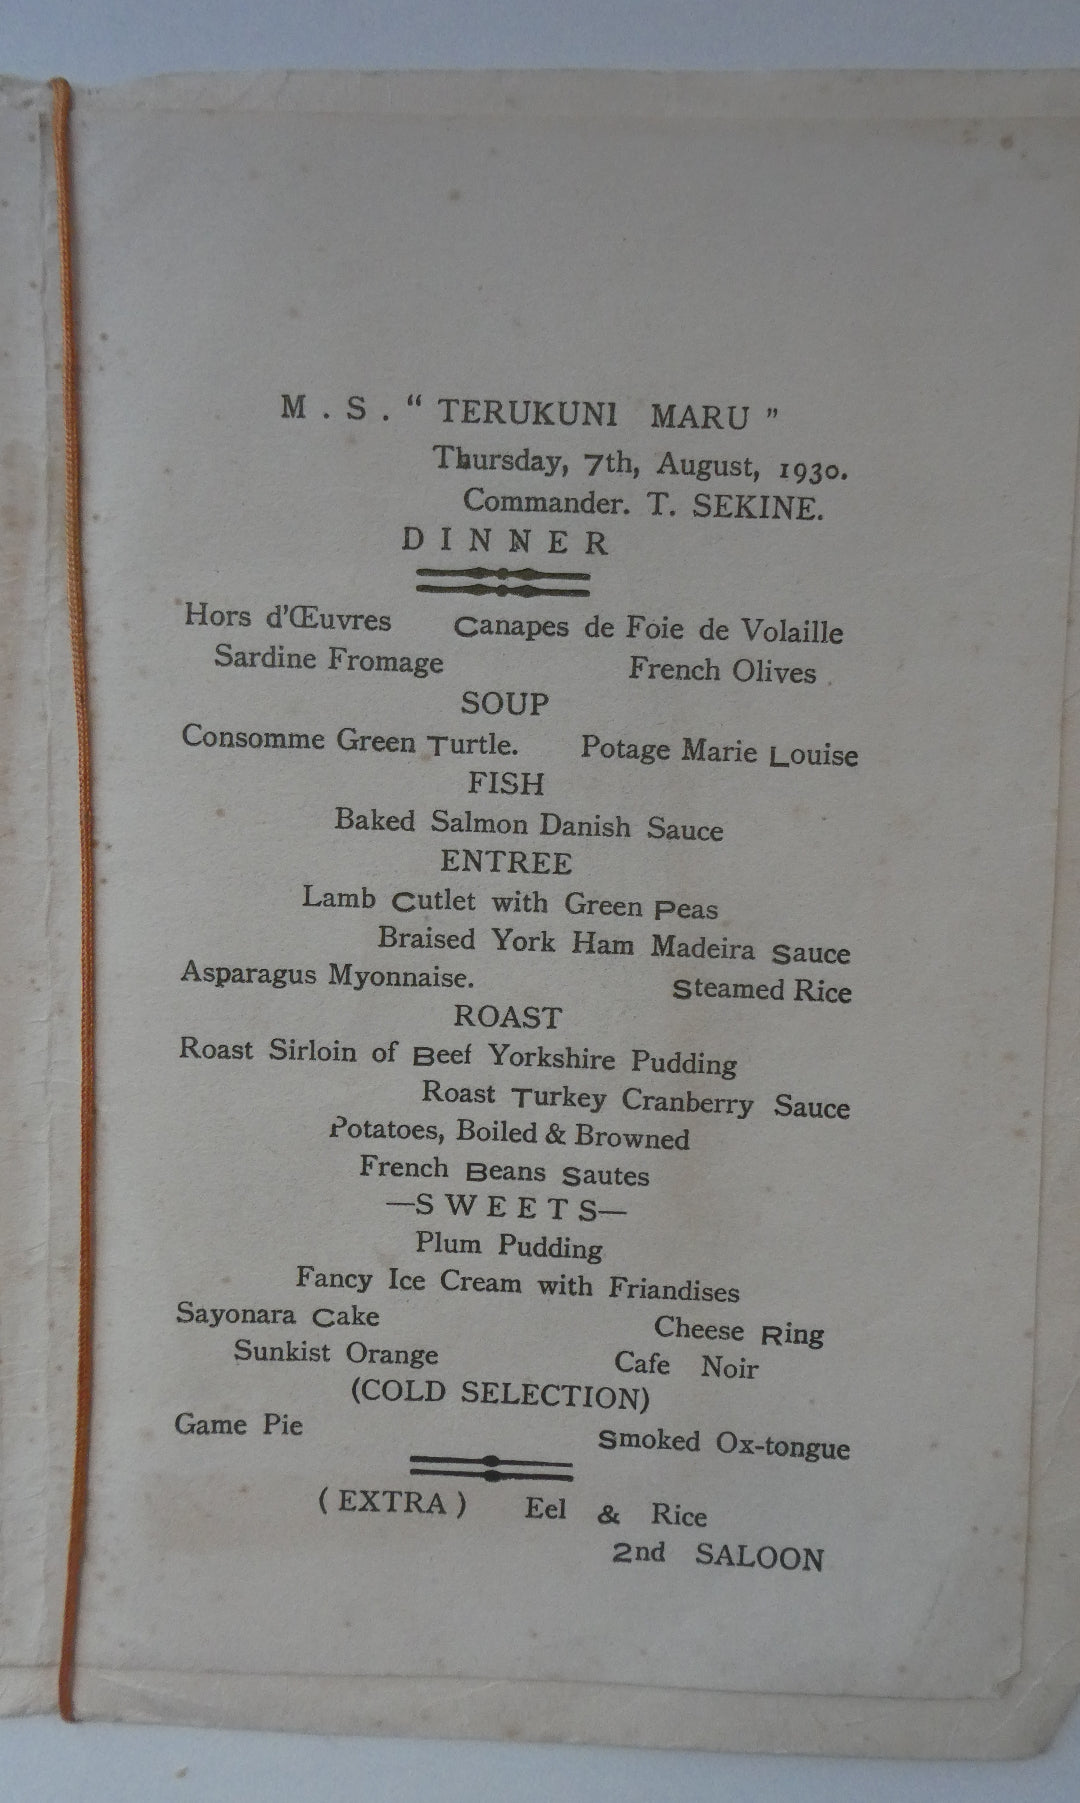 M. S. “ TERUKUNI MARU ”
Thursday, 7th, August, 1930.
Commander. T. SEKINE.
DINNER
Hors d'Œuvres Canapes de Foie de Volaille
Sardine Fromage French Olives
SOUP
Consomme Green Turtle. Potage Marie Louise
FISH
Baked Salmon Danish Sauce
ENTREE
Lamb Cutlet with Green Peas
Braised York Ham Madeira Sauce
Asparagus Myonnaise. Steamed Rice
ROAST
Roast Sirloin of Beef Yorkshire Pudding
Roast Turkey Cranberry Sauce
Potatoes, Boiled & Browned
French Beans Sautes
—SWEETS—
Plum Pudding
Fancy Ice Cream with Friandises
Sayonara Cake Cheese Ring
Sunkist Orange Cafe Noir
(COLD SELECTION)
Game Pie Smoked Ox-tongue
(EXTRA) Eel & Rice
2nd SALOON